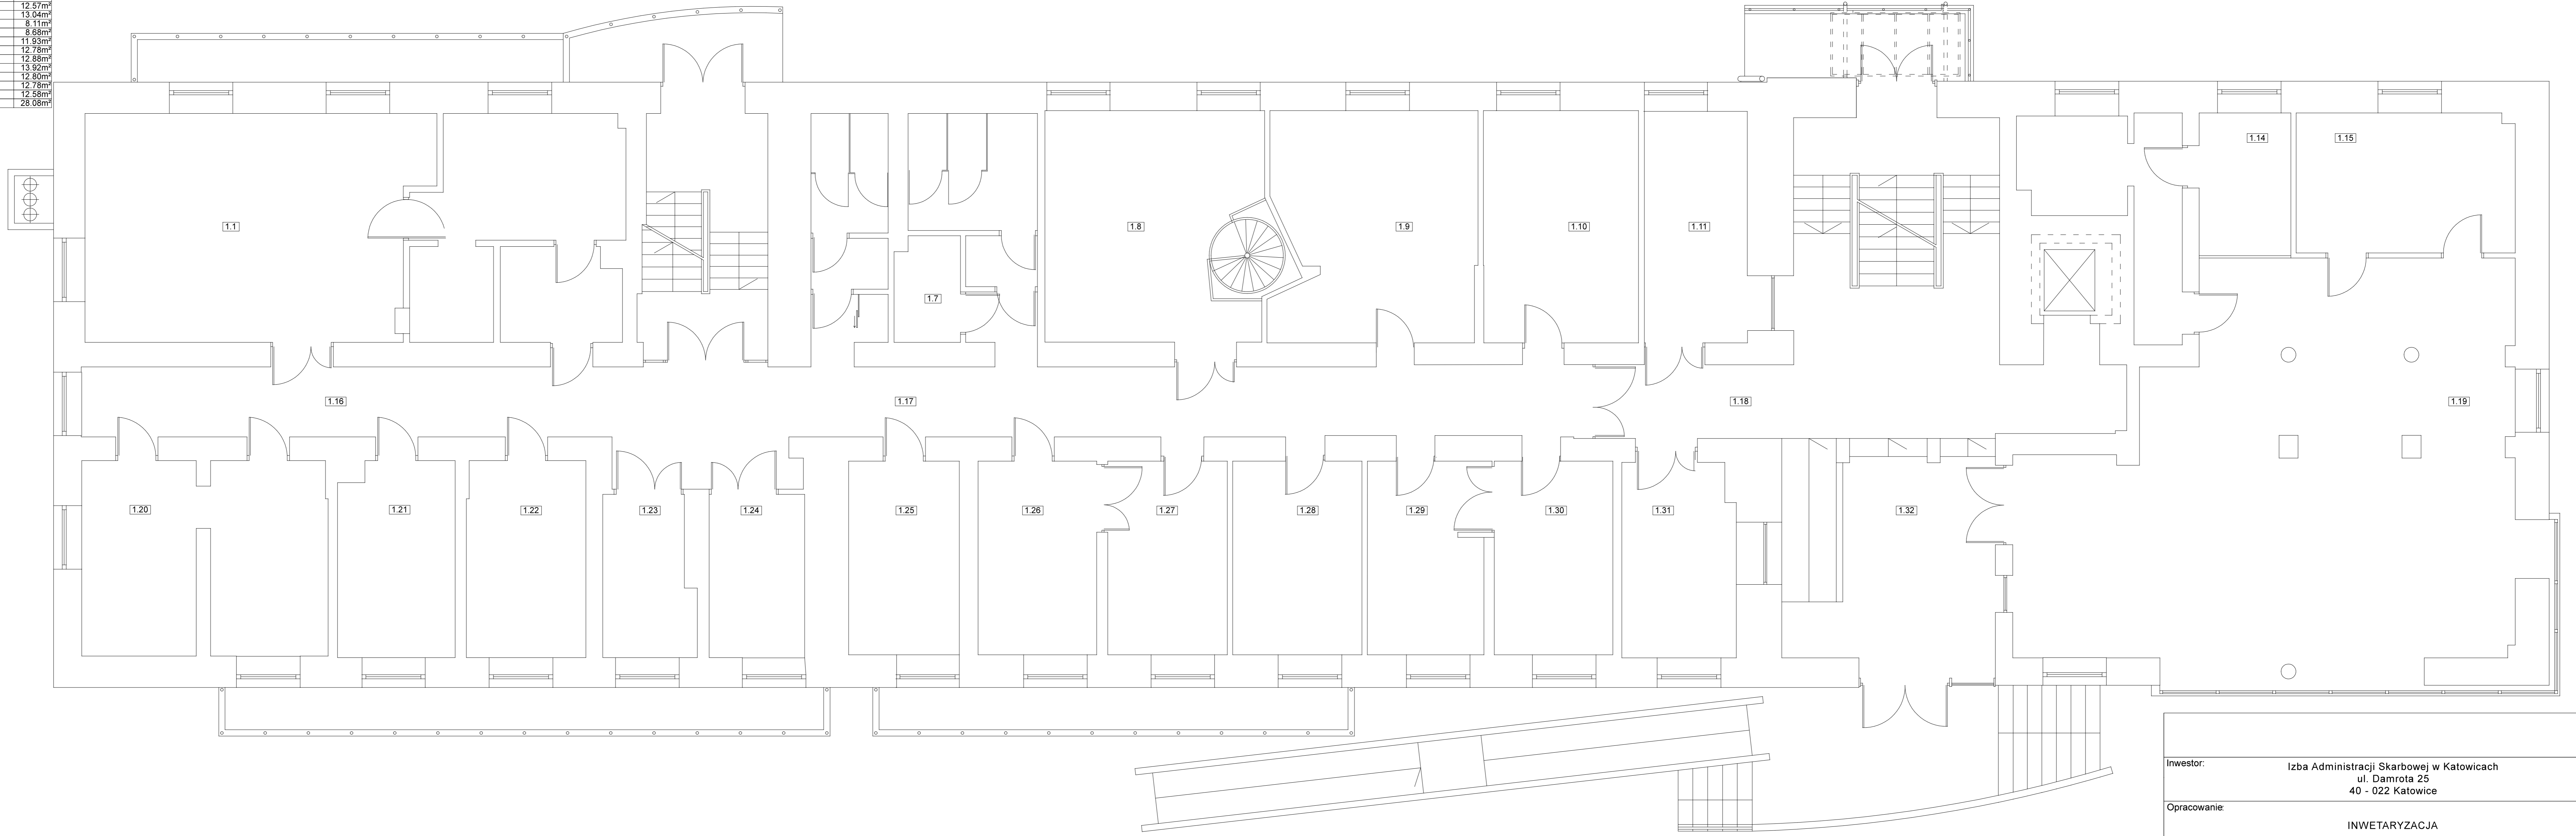 12.57m²
13.04m²
8.11m²
8.68m²
11.93m²
12.78m²
12.88m²
13.92m²
12.80m²
12.78m²
12.58m²
28.08m²
1.14
1.15
1.1
1.8
1.9
1.10
1.11
1.7
1.16
1.17
1.18
1.19
1.20
1.21
1.22
1.23
1.24
1.25
1.26
1.27
1.28
1.29
1.30
1.31
1.32
Inwestor:
Izba Administracji Skarbowej w Katowicach
ul. Damrota 25
40 - 022 Katowice
Opracowanie:
INWETARYZACJA